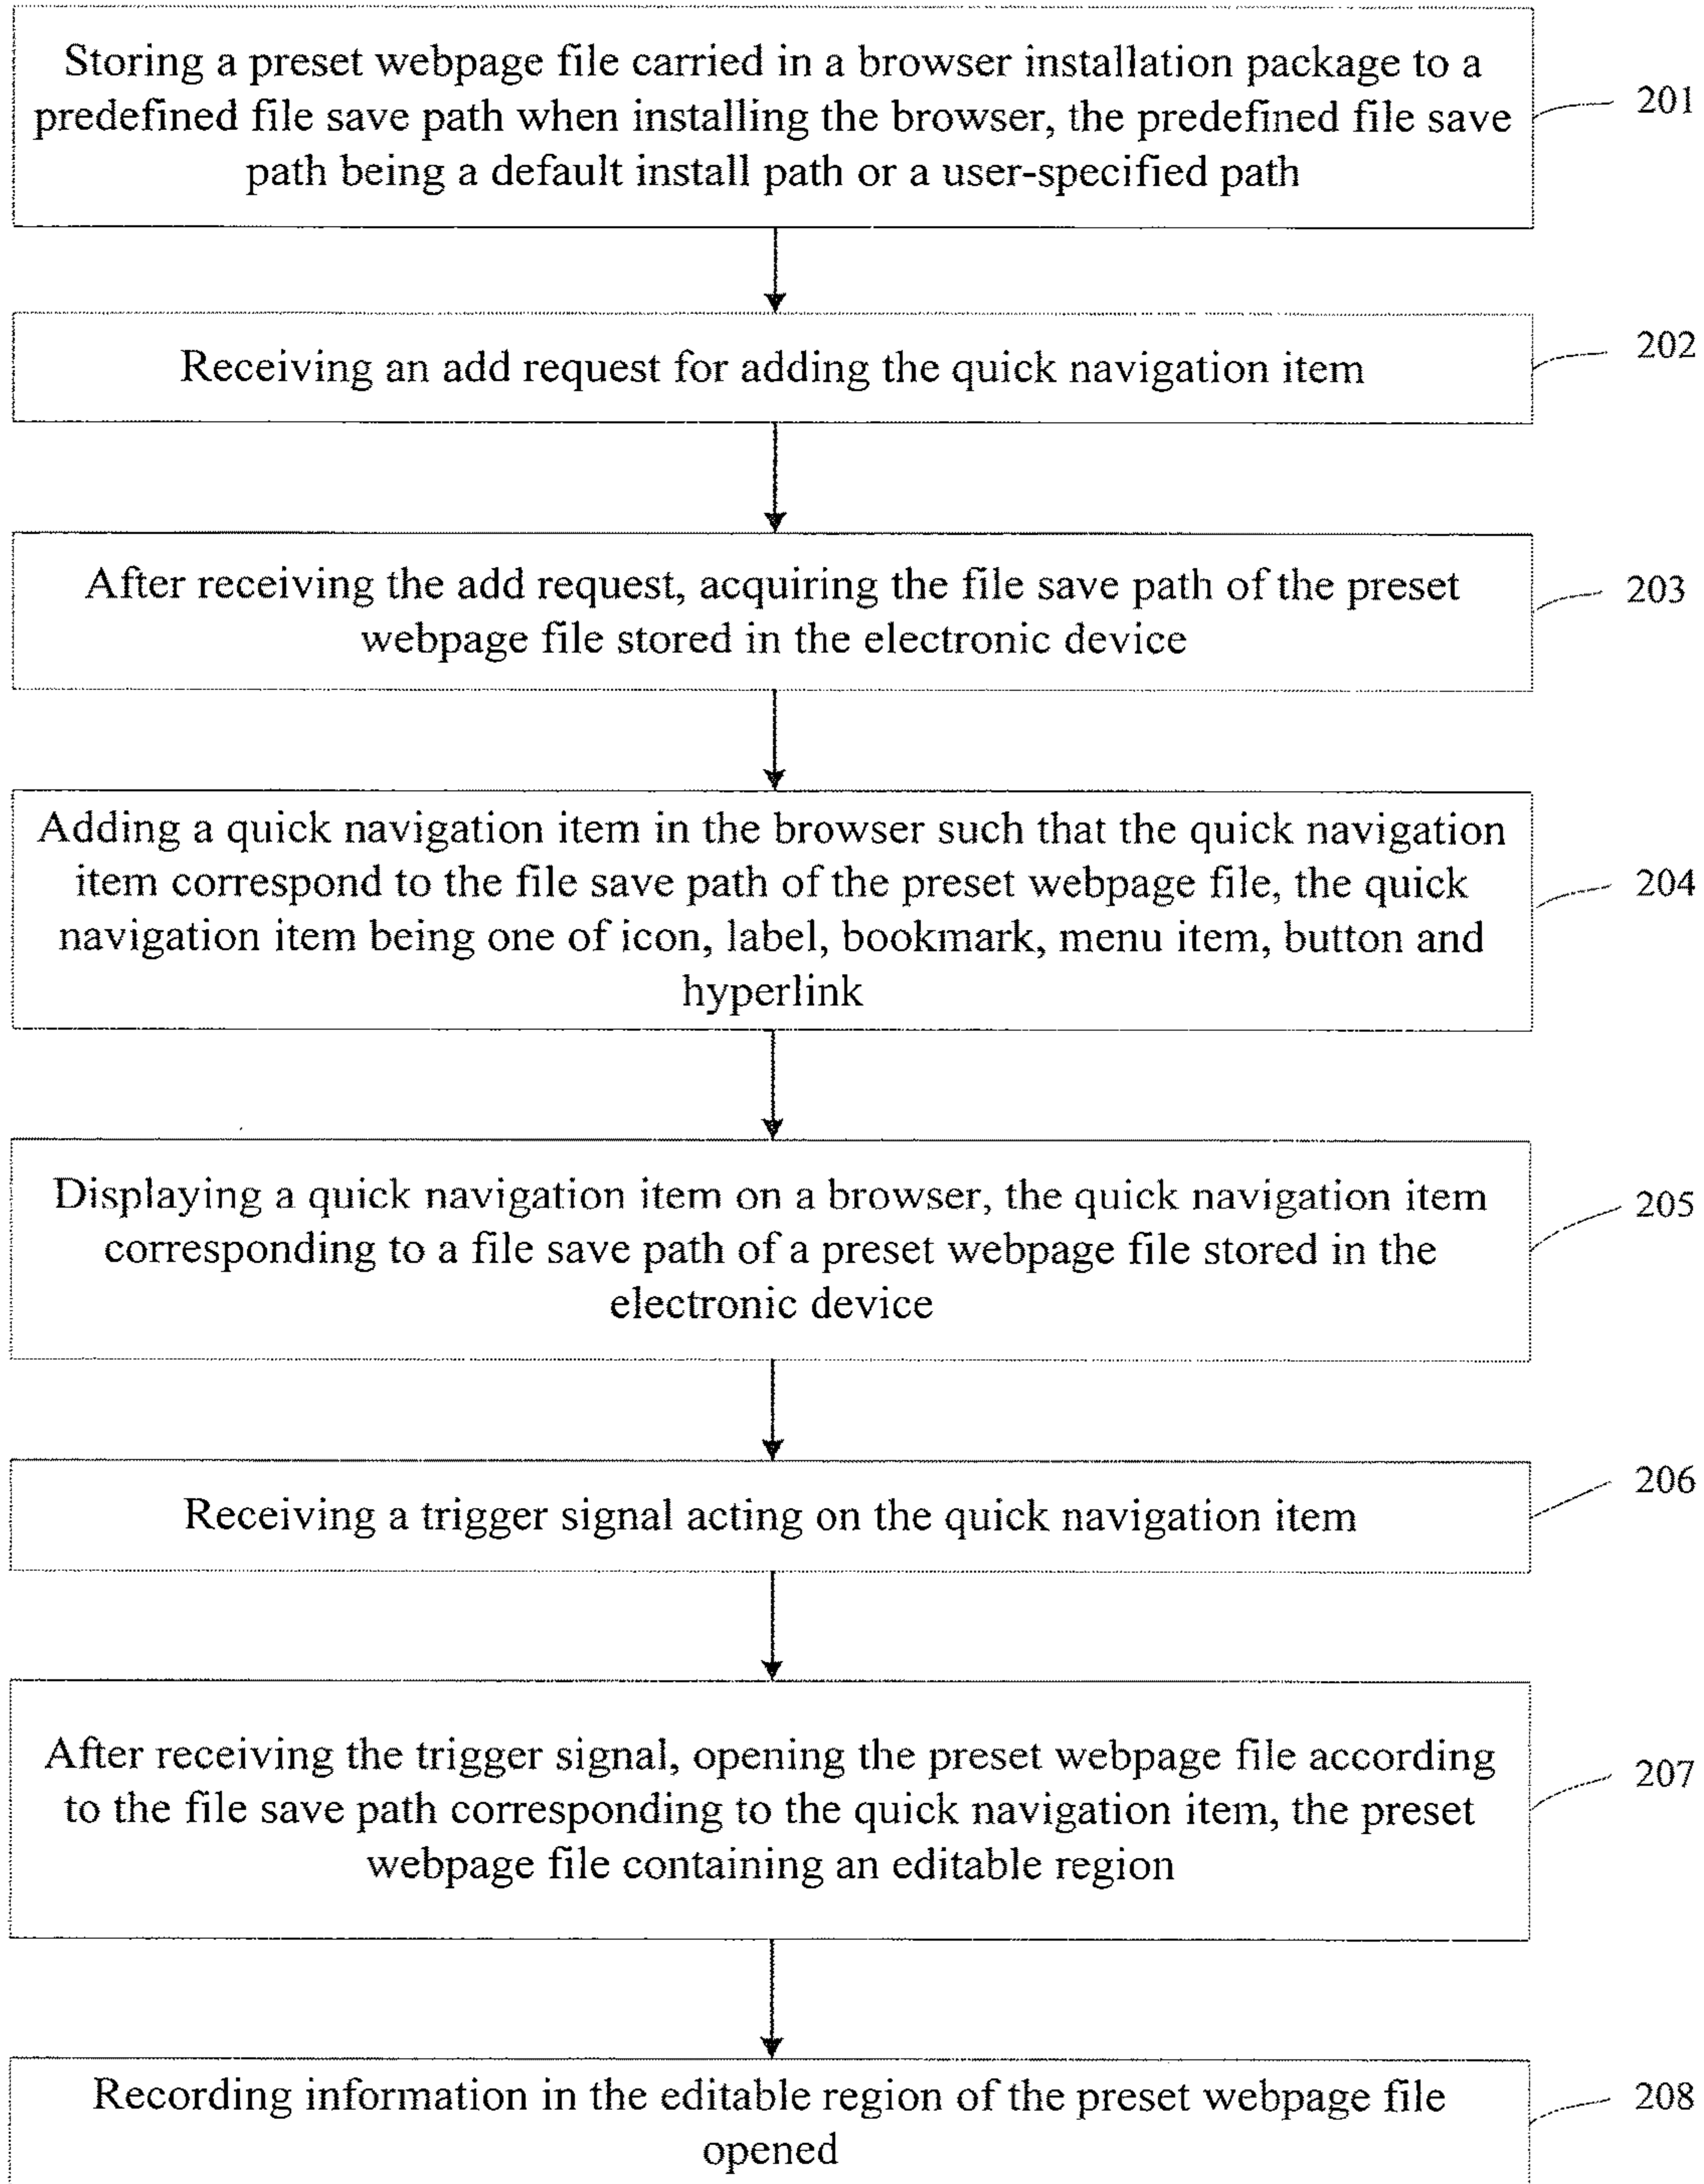 Storing a preset webpage file carried in a browser installation package to a
predefined file save path when installing the browser, the predefined file save
path being a default install path or a user-specified path
201
Receiving an add request for adding the quick navigation item
202
After receiving the add request, acquiring the file save path of the preset
webpage file stored in the electronic device
203
Adding a quick navigation item in the browser such that the quick navigation
item correspond to the file save path of the preset webpage file, the quick
navigation item being one of icon, label, bookmark, menu item, button and
hyperlink
204
Displaying a quick navigation item on a browser, the quick navigation item
corresponding to a file save path of a preset webpage file stored in the
electronic device
205
Receiving a trigger signal acting on the quick navigation item
206
After receiving the trigger signal, opening the preset webpage file according
to the file save path corresponding to the quick navigation item, the preset
webpage file containing an editable region
207
Recording information in the editable region of the preset webpage file
opened
208